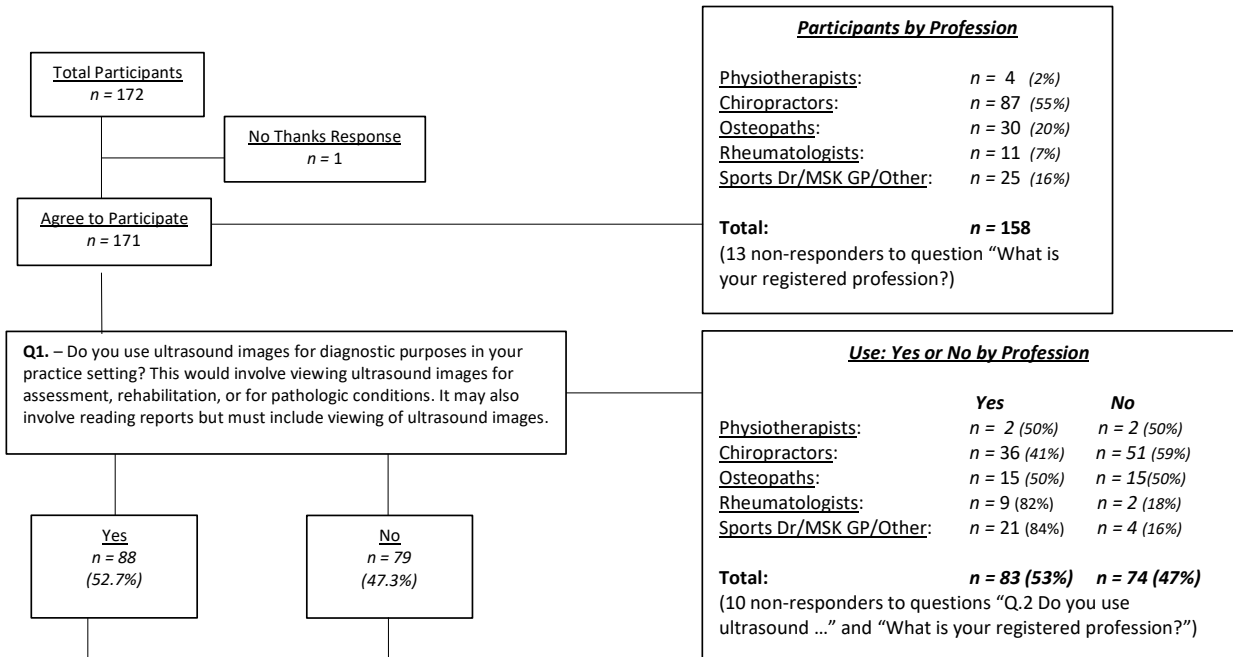 Total Participants
n = 172
No Thanks Response
n = 1
Agree to Participate
n = 171
Participants by Profession
Physiotherapists: n = 4 (2%)
Chiropractors: n = 87 (55%)
Osteopaths: n = 30 (20%)
Rheumatologists: n = 11 (7%)
Sports Dr/MSK GP/Other: n = 25 (16%)
Total: n = 158
(13 non-responders to question “What is
your registered profession?)
Q1. – Do you use ultrasound images for diagnostic purposes in your
practice setting? This would involve viewing ultrasound images for
assessment, rehabilitation, or for pathologic conditions. It may also
involve reading reports but must include viewing of ultrasound images.
Use: Yes or No by Profession
Yes No
Physiotherapists: n = 2 (50%) n = 2 (50%)
Chiropractors: n = 36 (41%) n = 51 (59%)
Osteopaths: n = 15 (50%) n = 15(50%)
Rheumatologists: n = 9 (82%) n = 2 (18%)
Sports Dr/MSK GP/Other: n = 21 (84%) n = 4 (16%)
Total: n = 83 (53%) n = 74 (47%)
(10 non-responders to questions “Q.2 Do you use
ultrasound …” and “What is your registered profession?”)
Yes
n = 88
(52.7%)
No
n = 79
(47.3%)